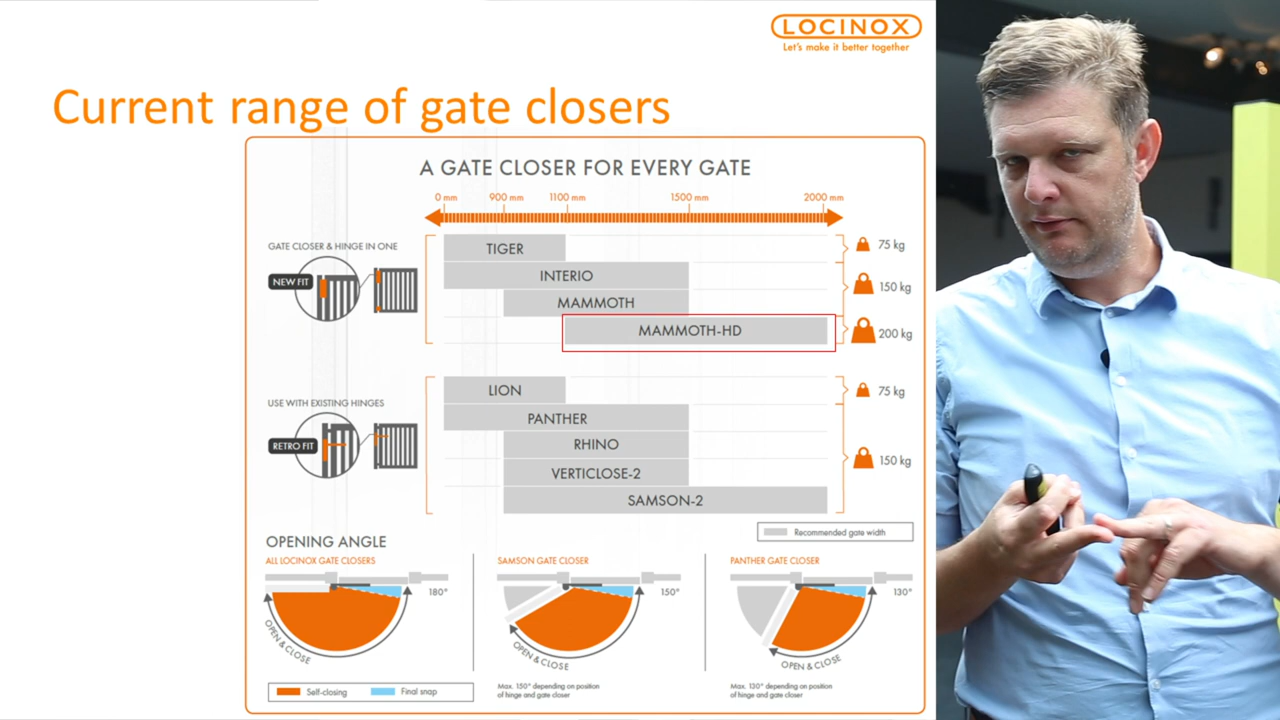 LOCINOX
Let's make it better together
Current range of gate closers
A GATE CLOSER FOR EVERY GATE
0 mm 900 mm 1100 mm 1500 mm 2000 mm
GATE CLOSER & HINGE IN ONE
NEW FIT
TIGER
75 kg
INTERIO
150 kg
MAMMOTH
MAMMOTH-HD
200 kg
USE WITH EXISTING HINGES
RETRO FIT
LION
75 kg
PANTHER
RHINO
150 kg
VERTICLOSE-2
SAMSON-2
Recommended gate width
OPENING ANGLE
ALL LOCINOX GATE CLOSERS
180°
OPEN & CLOSE
Self-closing
Final snap
SAMSON GATE CLOSER
150°
OPEN & CLOSE
Max. 150° depending on position
of hinge and gate closer
PANTHER GATE CLOSER
130°
OPEN & CLOSE
Max. 130° depending on position
of hinge and gate closer